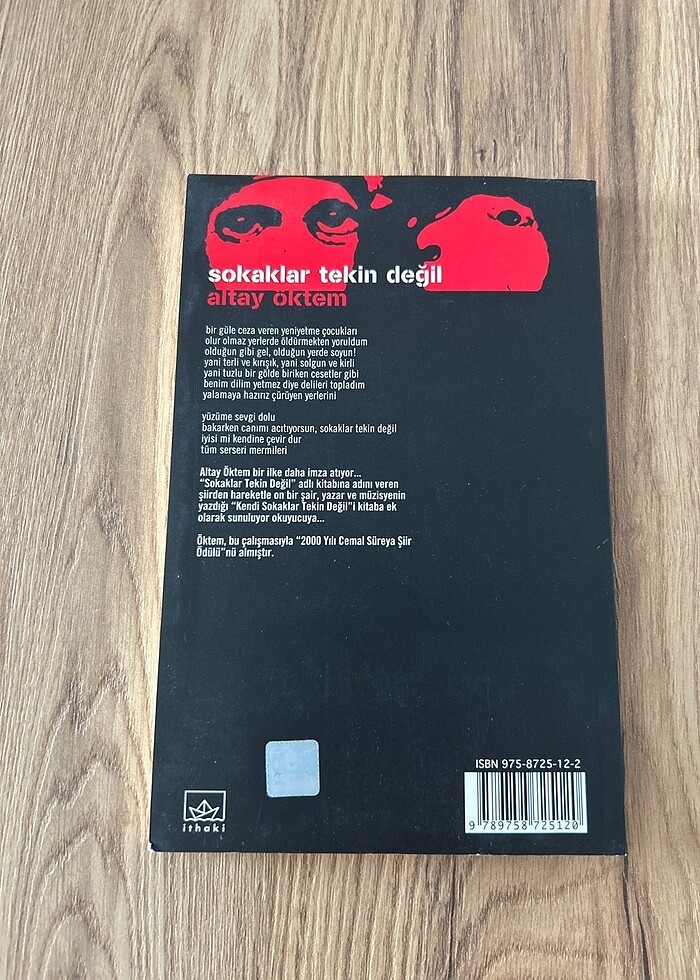 sokaklar tekin değil
altay öktem
bir güle ceza veren yeniyetme çocukları
olur olmaz yerlerde öldürmekten yoruldum
olduğun gibi gel, olduğun yerde soyun!
yani terli ve kırışık, yani solgun ve kirli
yani tuzlu bir gölde biriken cesetler gibi
benim dilim yetmez diye delileri topladım
yalamaya hazırız çürüyen yerlerini
yüzüme sevgi dolu
bakarken canımı acıtıyorsun, sokaklar tekin değil
iyisi mi kendine çevir dur
tüm serseri mermileri
Altay Öktem bir ilke daha imza atıyor...
"Sokaklar Tekin Değil" adlı kitabına adını veren
şiirden hareketle on bir şair, yazar ve müzisyenin
yazdığı "Kendi Sokaklar Tekin Değil"i kitaba ek
olarak sunuluyor okuyucuya...
Öktem, bu çalışmasıyla "2000 Yılı Cemal Süreya Şiir
Ödülü"nü almıştır.
ISBN 975-8725-12-2
9 789758 725120
ithaki